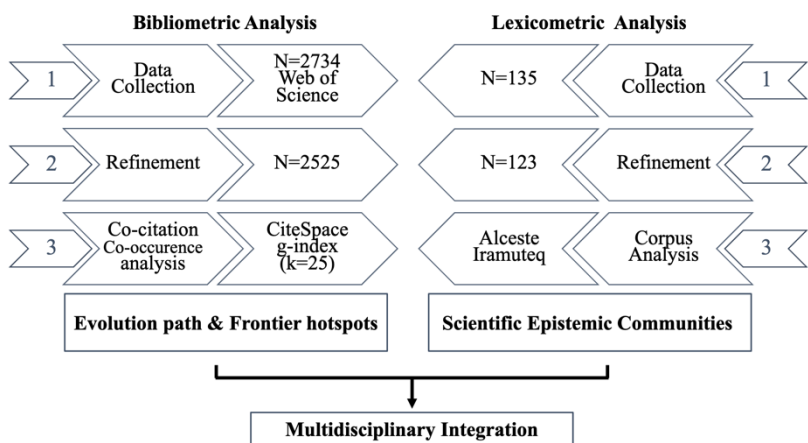 Bibliometric Analysis
Lexicometric Analysis
1
Data
Collection
N=2734
Web of
Science
N=135
Data
Collection
1
2
Refinement
N=2525
N=123
Refinement
2
3
Co-citation
Co-occurence
analysis
CiteSpace
g-index
(k=25)
Alceste
Iramuteq
Corpus
Analysis
3
Evolution path & Frontier hotspots
Scientific Epistemic Communities
Multidisciplinary Integration